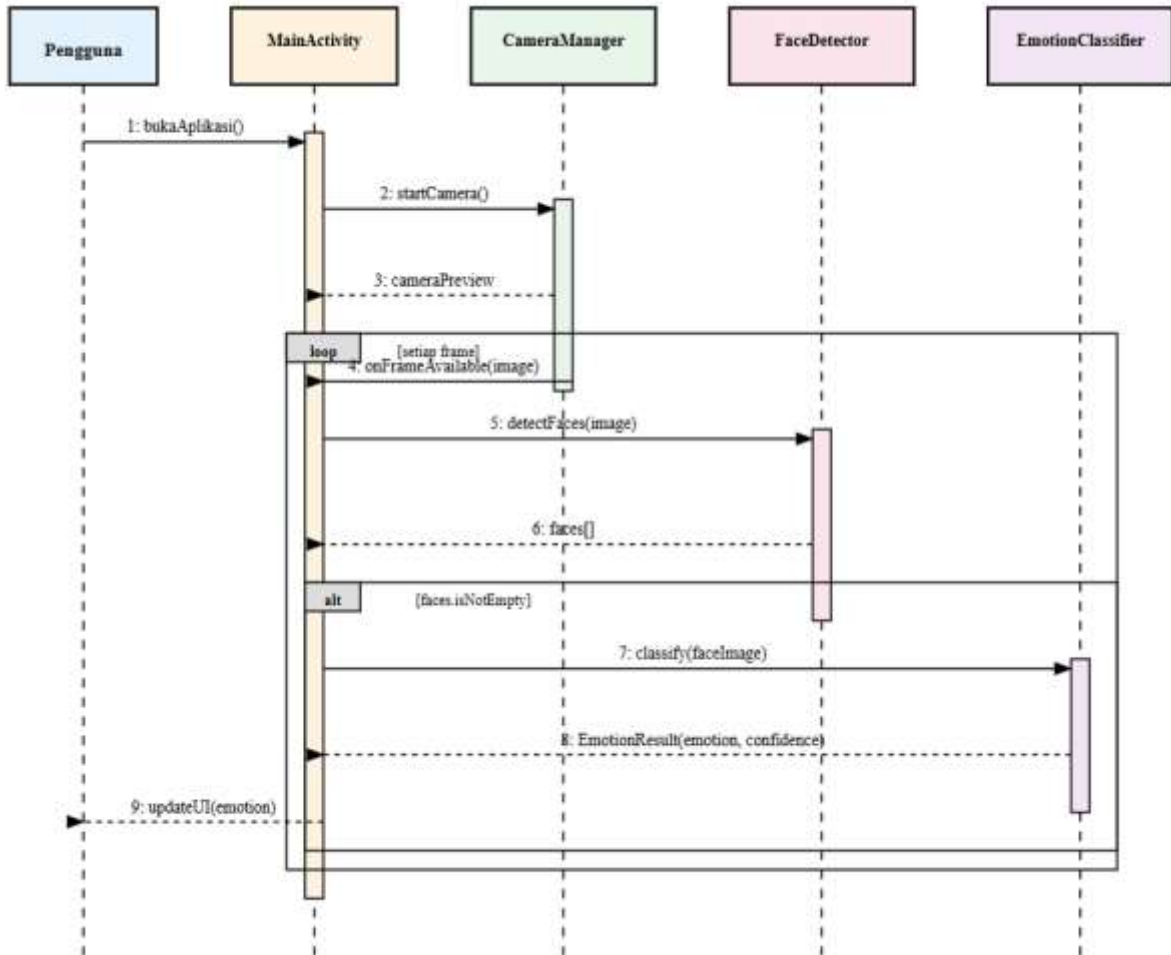 Pengguna
MainActivity
CameraManager
FaceDetector
EmotionClassifier
1: bukaAplikasi()
2: startCamera()
3: cameraPreview
loop
[setiap frame]
4: onFrameAvailable(image)
5: detectFaces(image)
6: faces[]
alt
[faces.isNotEmpty]
7: classify(faceImage)
8: EmotionResult(emotion, confidence)
9: updateUI(emotion)